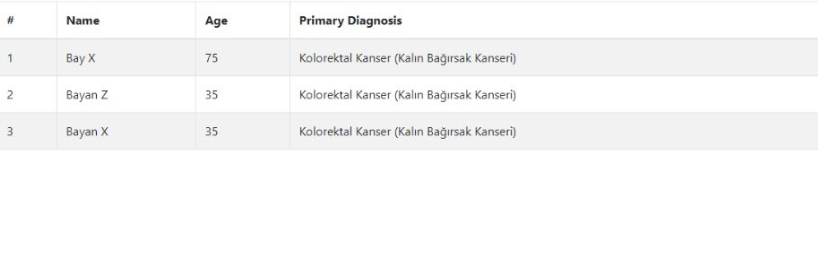 # Name Age Primary Diagnosis
1 Bay X 75 Kolorektal Kanser (Kalın Bağırsak Kanseri)
2 Bayan Z 35 Kolorektal Kanser (Kalın Bağırsak Kanseri)
3 Bayan X 35 Kolorektal Kanser (Kalın Bağırsak Kanseri)